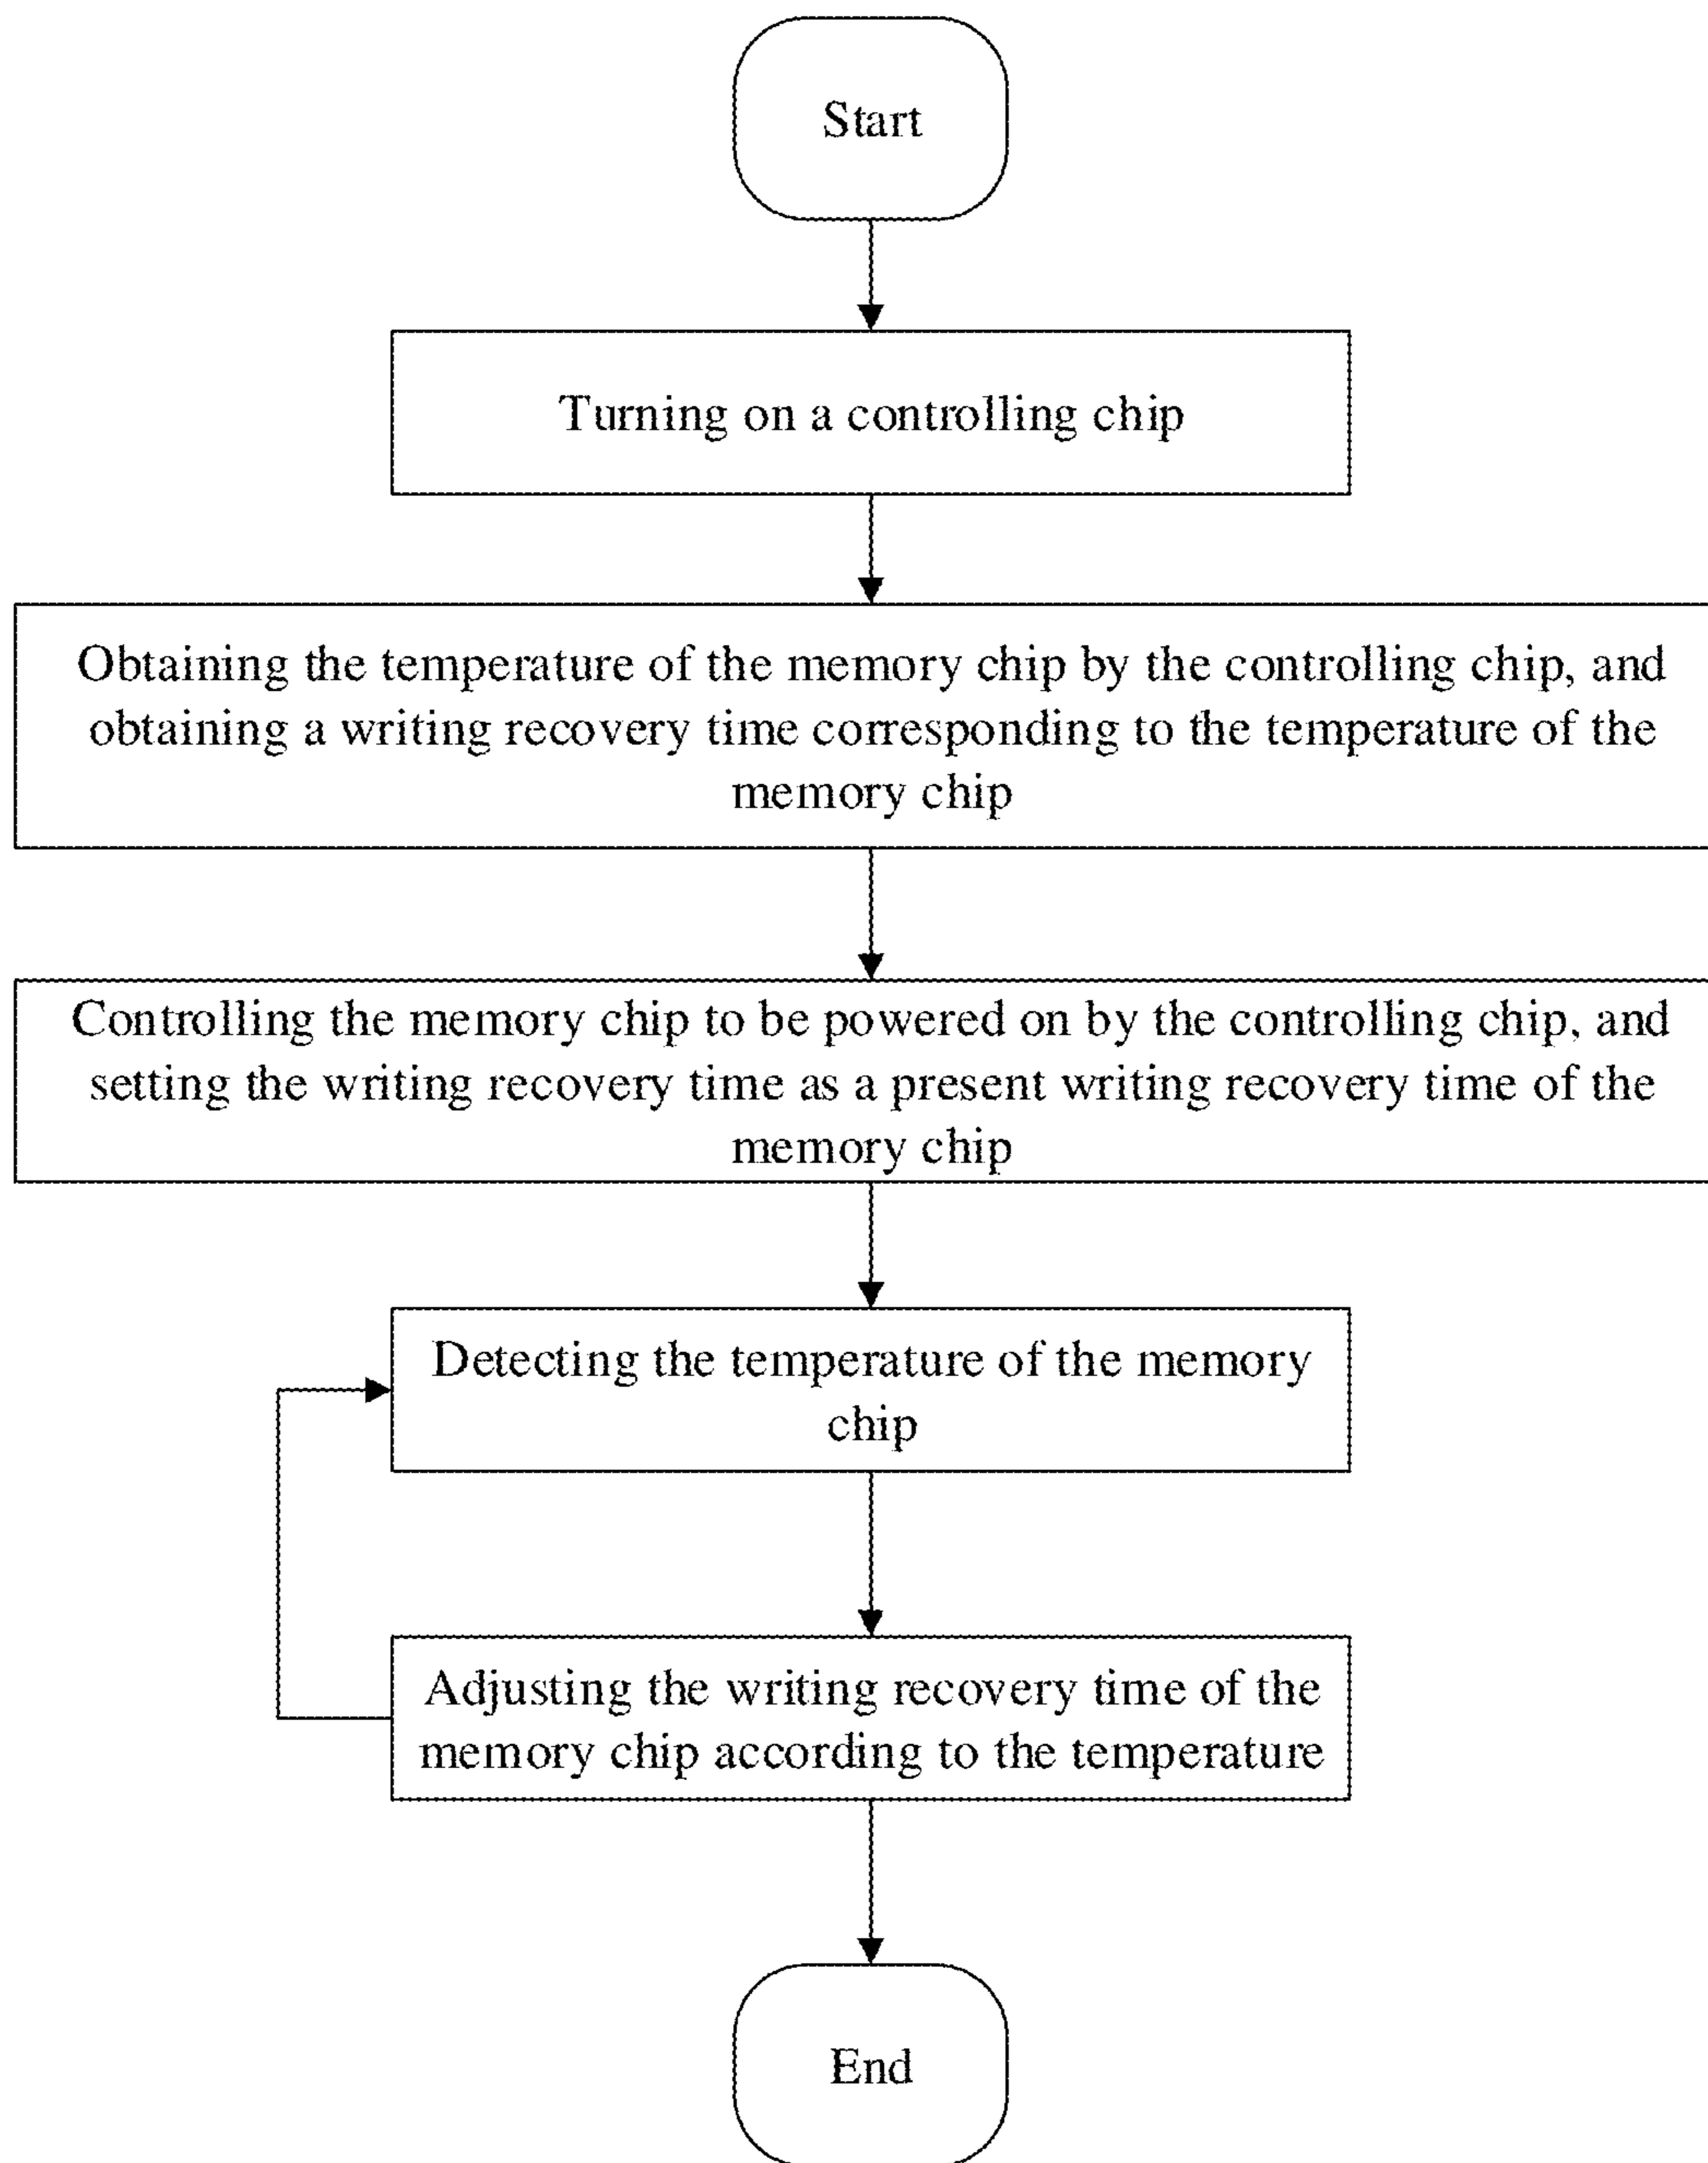 Start
Turning on a controlling chip
Obtaining the temperature of the memory chip by the controlling chip, and
obtaining a writing recovery time corresponding to the temperature of the
memory chip
Controlling the memory chip to be powered on by the controlling chip, and
setting the writing recovery time as a present writing recovery time of the
memory chip
Detecting the temperature of the memory
chip
Adjusting the writing recovery time of the
memory chip according to the temperature
End